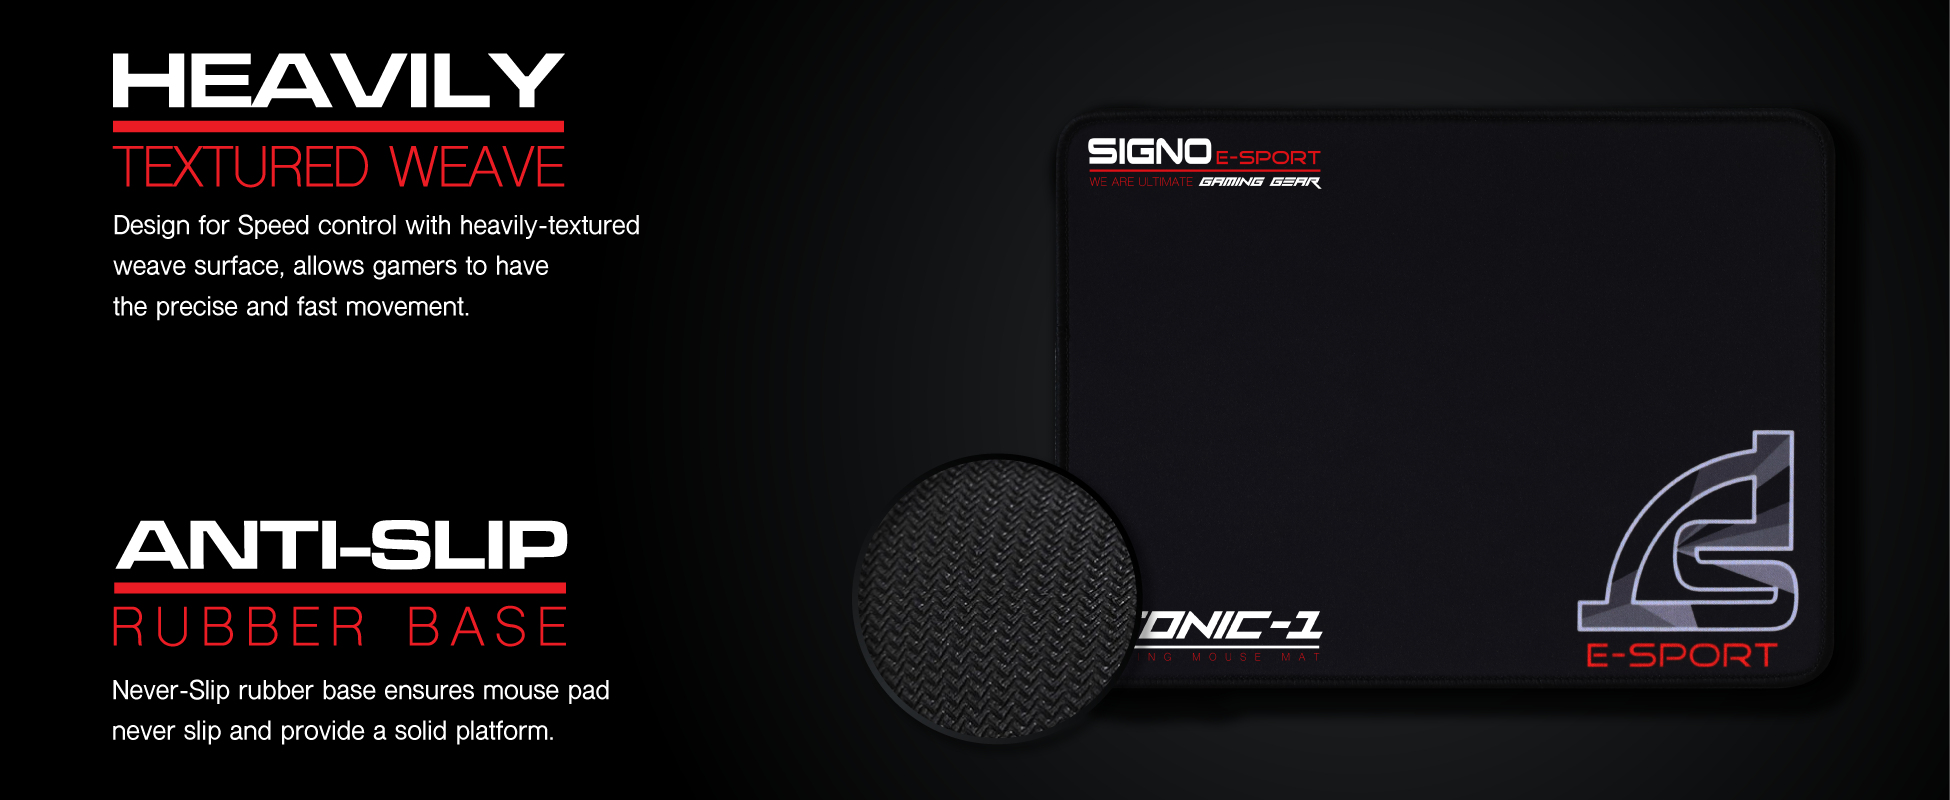 HEAVILY
TEXTURED WEAVE
Design for Speed control with heavily-textured
weave surface, allows gamers to have
the precise and fast movement.
ANTI-SLIP
RUBBER BASE
Never-Slip rubber base ensures mouse pad
never slip and provide a solid platform.
SIGNO E-SPORT
WE ARE ULTIMATE GAMING GEAR
ONIC-1
NG MOUSE MAT
E-SPORT